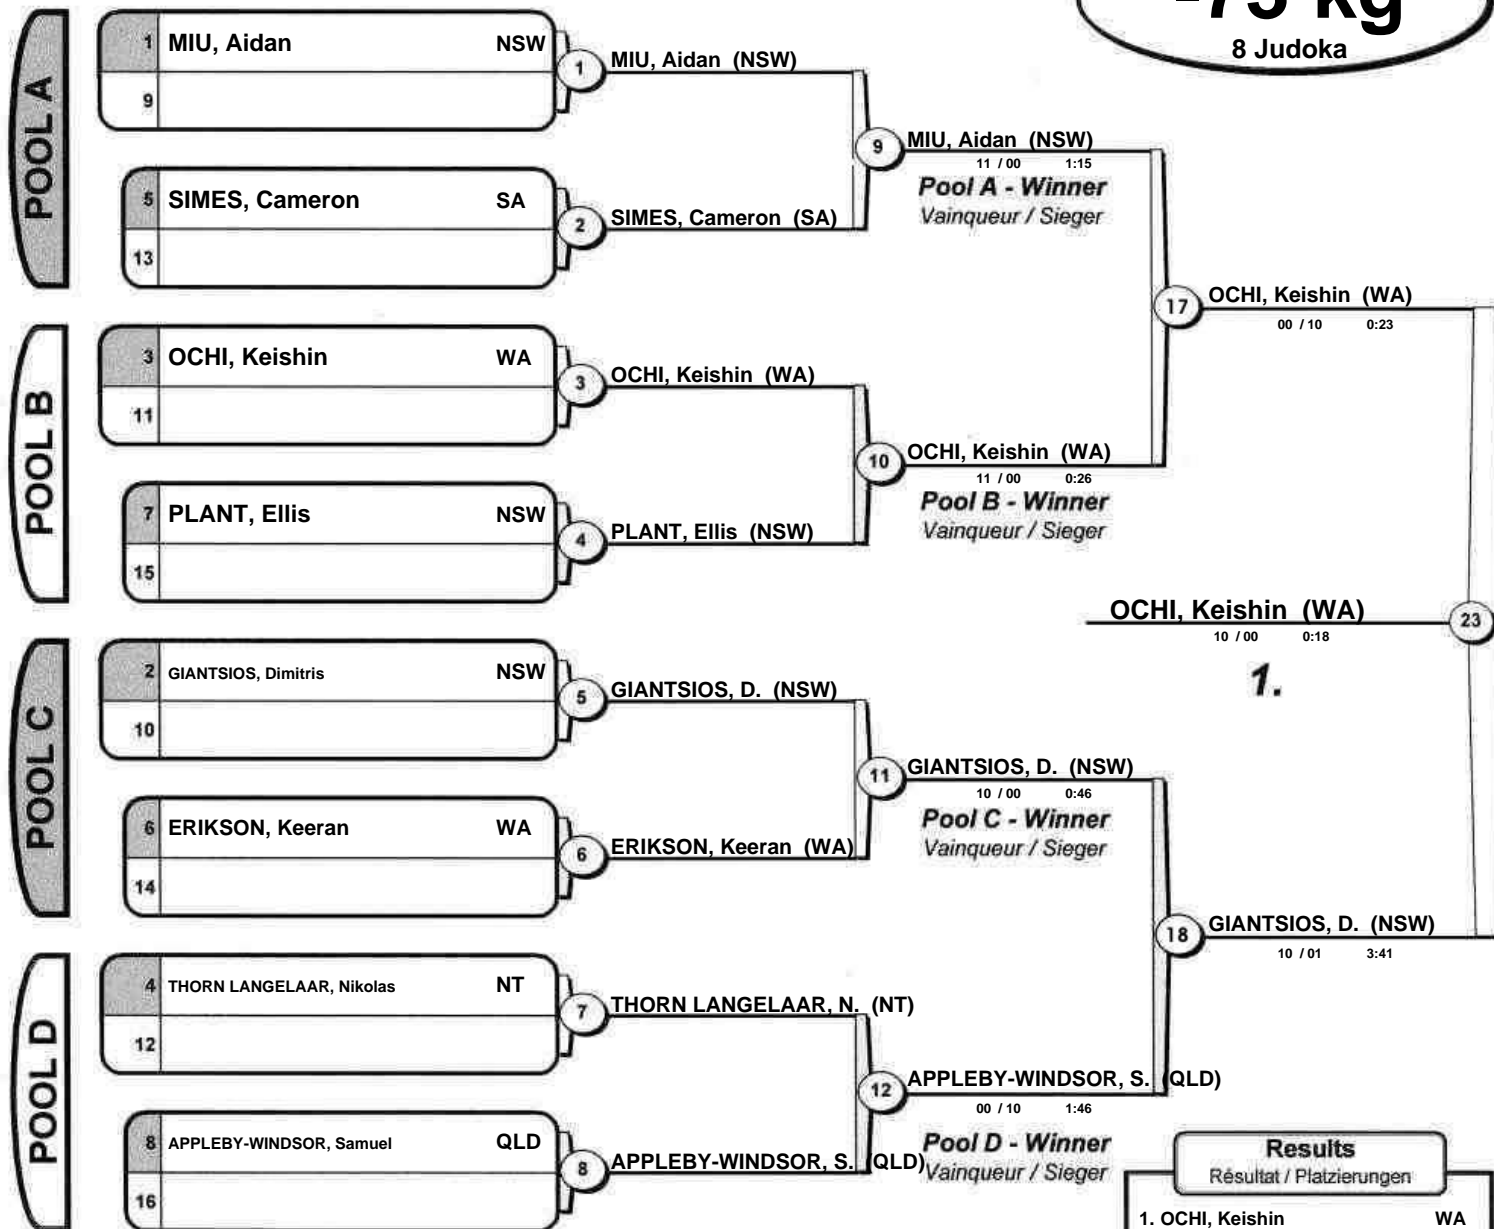 -73 kg
8 Judoka
POOL A
1 MIU, Aidan NSW
9
1 MIU, Aidan (NSW)
5 SIMES, Cameron SA
13
2 SIMES, Cameron (SA)
9 MIU, Aidan (NSW)
11 / 00 1:15
Pool A - Winner
Vainqueur / Sieger
POOL B
3 OCHI, Keishin WA
11
3 OCHI, Keishin (WA)
7 PLANT, Ellis NSW
15
4 PLANT, Ellis (NSW)
10 OCHI, Keishin (WA)
11 / 00 0:26
Pool B - Winner
Vainqueur / Sieger
17 OCHI, Keishin (WA)
00 / 10 0:23
OCHI, Keishin (WA) 23
10 / 00 0:18
1.
POOL C
2 GIANTSIOS, Dimitris NSW
10
5 GIANTSIOS, D. (NSW)
6 ERIKSON, Keeran WA
14
6 ERIKSON, Keeran (WA)
11 GIANTSIOS, D. (NSW)
10 / 00 0:46
Pool C - Winner
Vainqueur / Sieger
18 GIANTSIOS, D. (NSW)
10 / 01 3:41
POOL D
4 THORN LANGELAAR, Nikolas NT
12
7 THORN LANGELAAR, N. (NT)
8 APPLEBY-WINDSOR, Samuel QLD
16
8 APPLEBY-WINDSOR, S. (QLD)
12 APPLEBY-WINDSOR, S. (QLD)
00 / 10 1:46
Pool D - Winner
Vainqueur / Sieger
Results
Résultat / Platzierungen
1. OCHI, Keishin WA